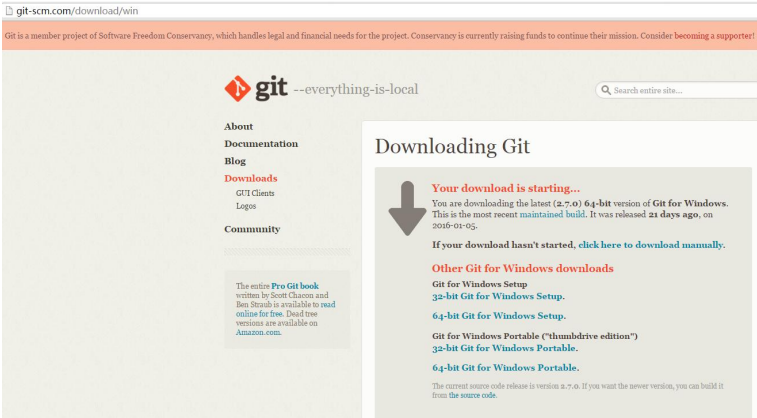 git-scm.com/download/win
Git is a member project of Software Freedom Conservancy, which handles legal and financial needs for the project. Conservancy is currently raising funds to continue their mission. Consider becoming a supporter!
git --everything-is-local
Search entire site...
About
Documentation
Blog
Downloads
GUI Clients
Logos
Community
The entire Pro Git book
written by Scott Chacon and
Ben Straub is available to read
online for free. Dead tree
versions are available on
Amazon.com.
Downloading Git
Your download is starting...
You are downloading the latest (2.7.0) 64-bit version of Git for Windows.
This is the most recent maintained build. It was released 21 days ago, on
2016-01-05.
If your download hasn't started, click here to download manually.
Other Git for Windows downloads
Git for Windows Setup
32-bit Git for Windows Setup.
64-bit Git for Windows Setup.
Git for Windows Portable ("thumbdrive edition")
32-bit Git for Windows Portable.
64-bit Git for Windows Portable.
The current source code release is version 2.7.0. If you want the newer version, you can build it
from the source code.